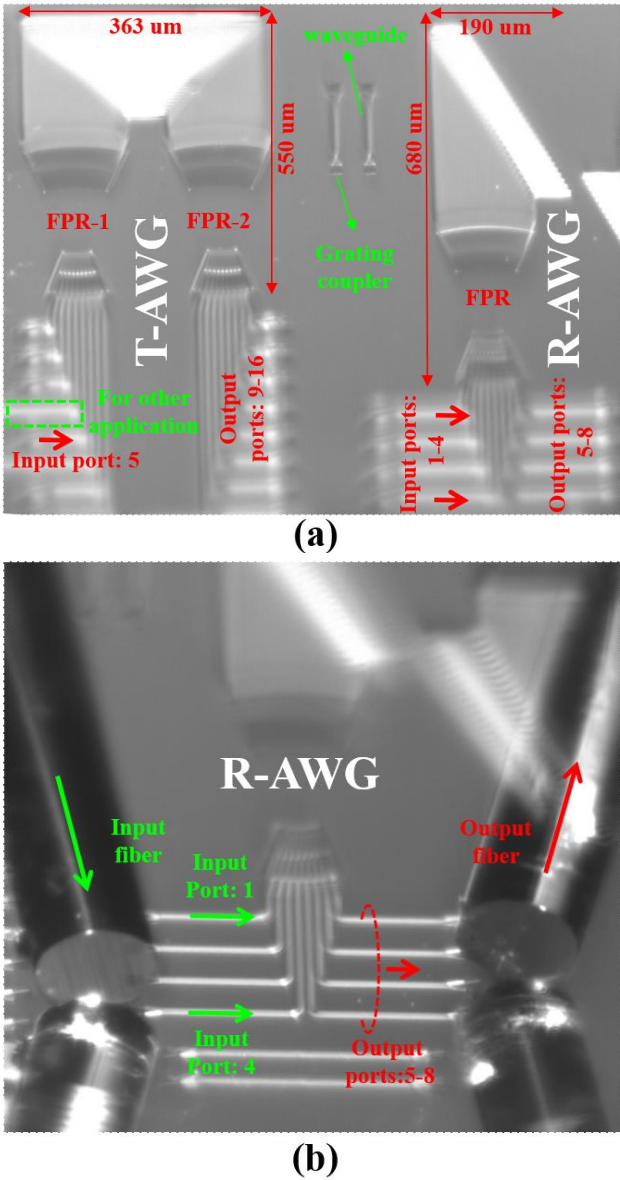 363 um
190 um
waveguide
550 um
680 um
FPR-1
FPR-2
Grating
coupler
FPR
T-AWG
R-AWG
For other
application
Input port: 5
Output
ports: 9-16
Input ports:
1-4
Output ports:
5-8
(a)
R-AWG
Input
fiber
Output
fiber
Input
Port: 1
Input
Port: 4
Output
ports:5-8
(b)